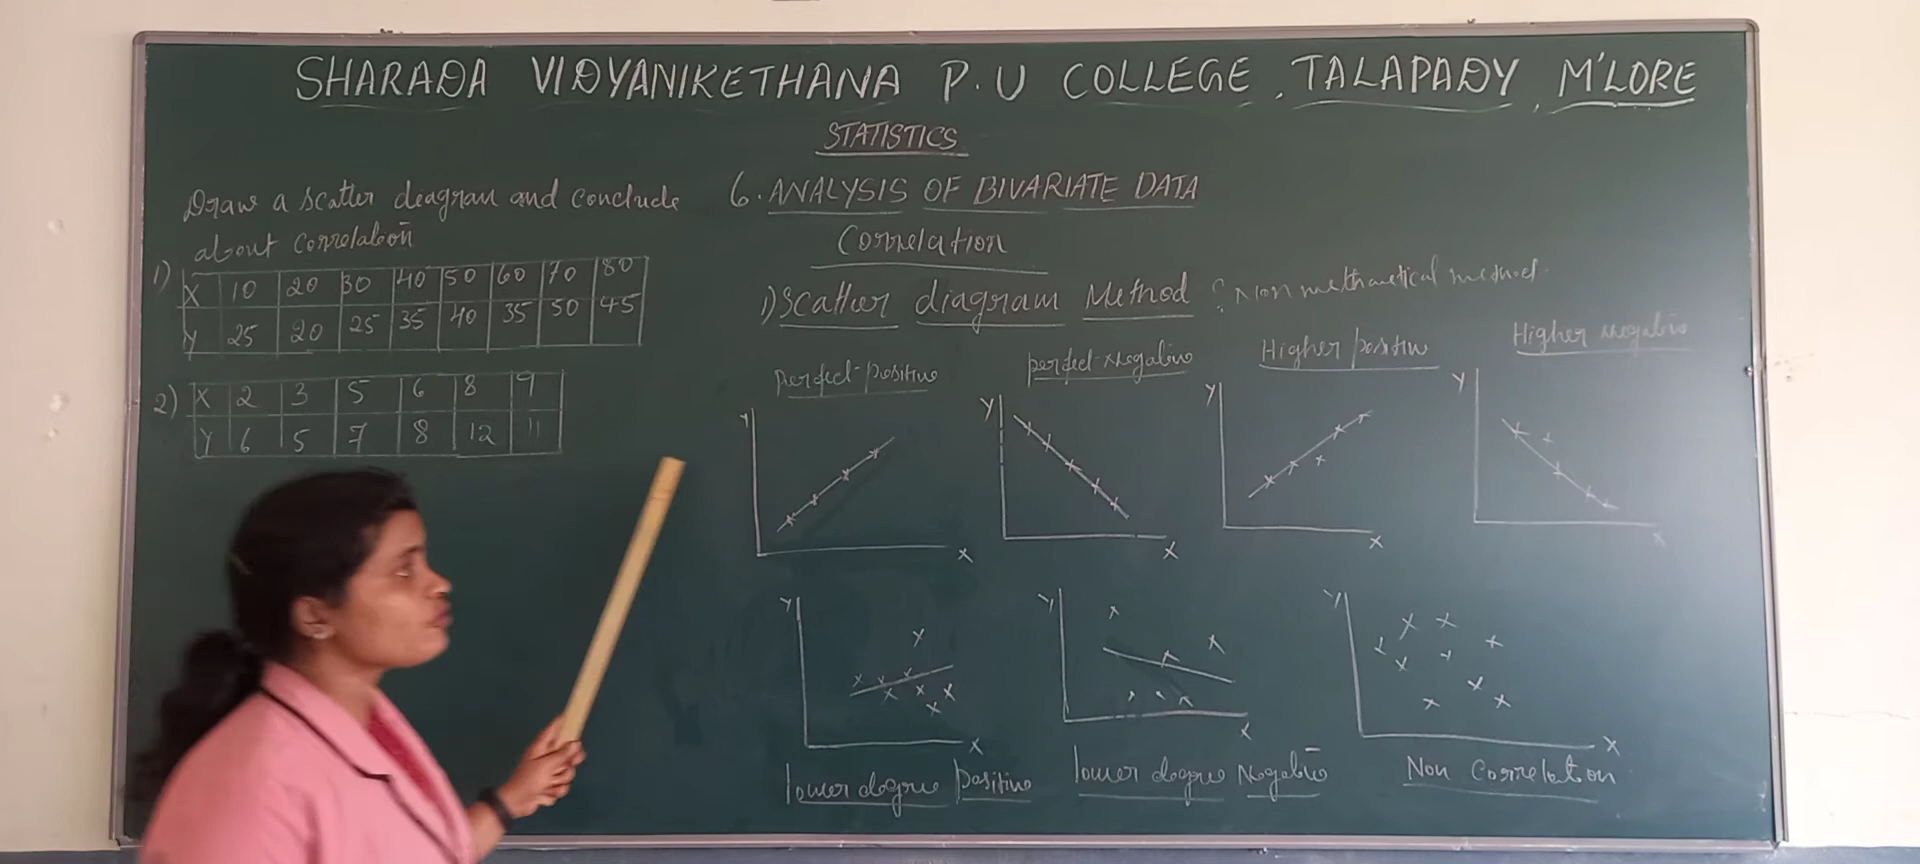 SHARADA VIDYANIKETHANA P.U COLLEGE, TALAPADY, M'LORE
STATISTICS
Draw a scatter diagram and conclude
about correlation
1)
X 10 20 30 40 50 60 70 80
Y 25 20 25 35 40 35 50 45
2)
X 2 3 5 6 8 9
Y 6 5 7 8 12 11
6. ANALYSIS OF BIVARIATE DATA
Correlation
1) Scatter diagram Method : Non methametical method
Perfect-positive
Y
X
perfect-negative
Y
X
Higher positive
Y
X
Higher negative
Y
X
Y
X
lower degree positive
Y
X
lower degree Negative
Y
X
Non Correlation